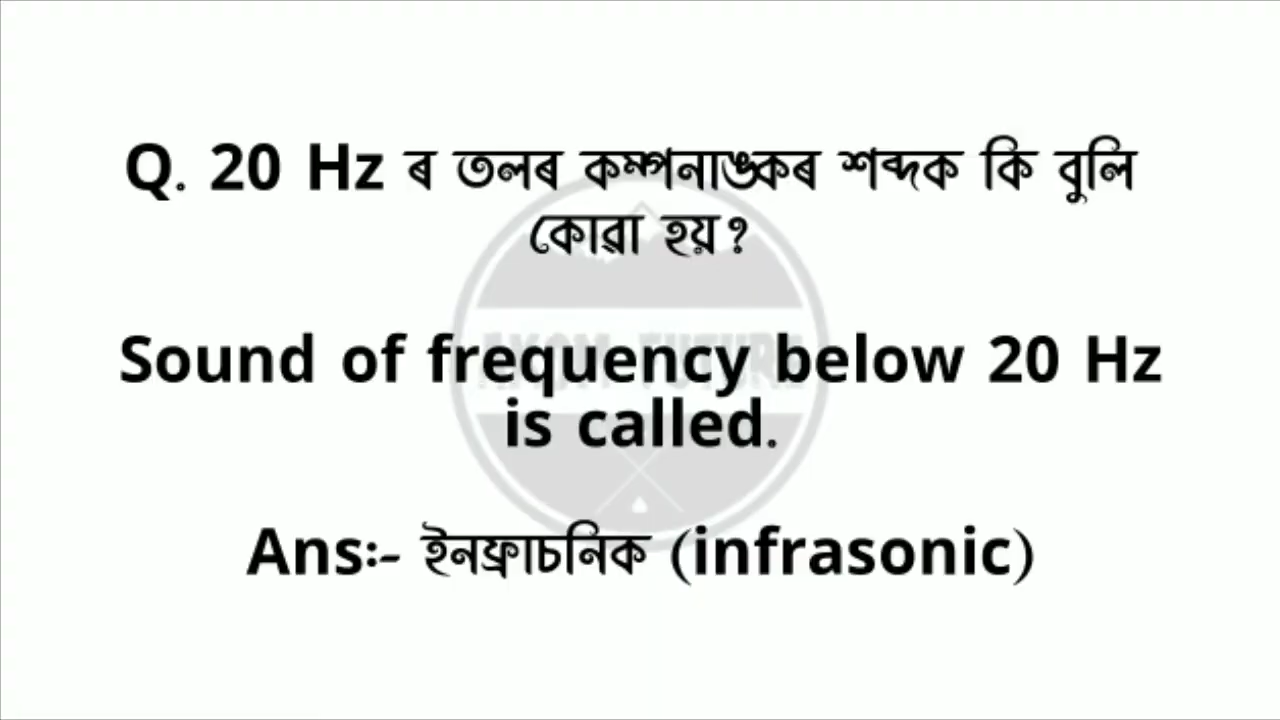 Q. 20 Hz ৰ তলৰ কম্পনাঙ্কৰ শব্দক কি বুলি
কোৱা হয়?
Sound of frequency below 20 Hz
is called.
Ans:- ইনফ্ৰাচনিক (infrasonic)